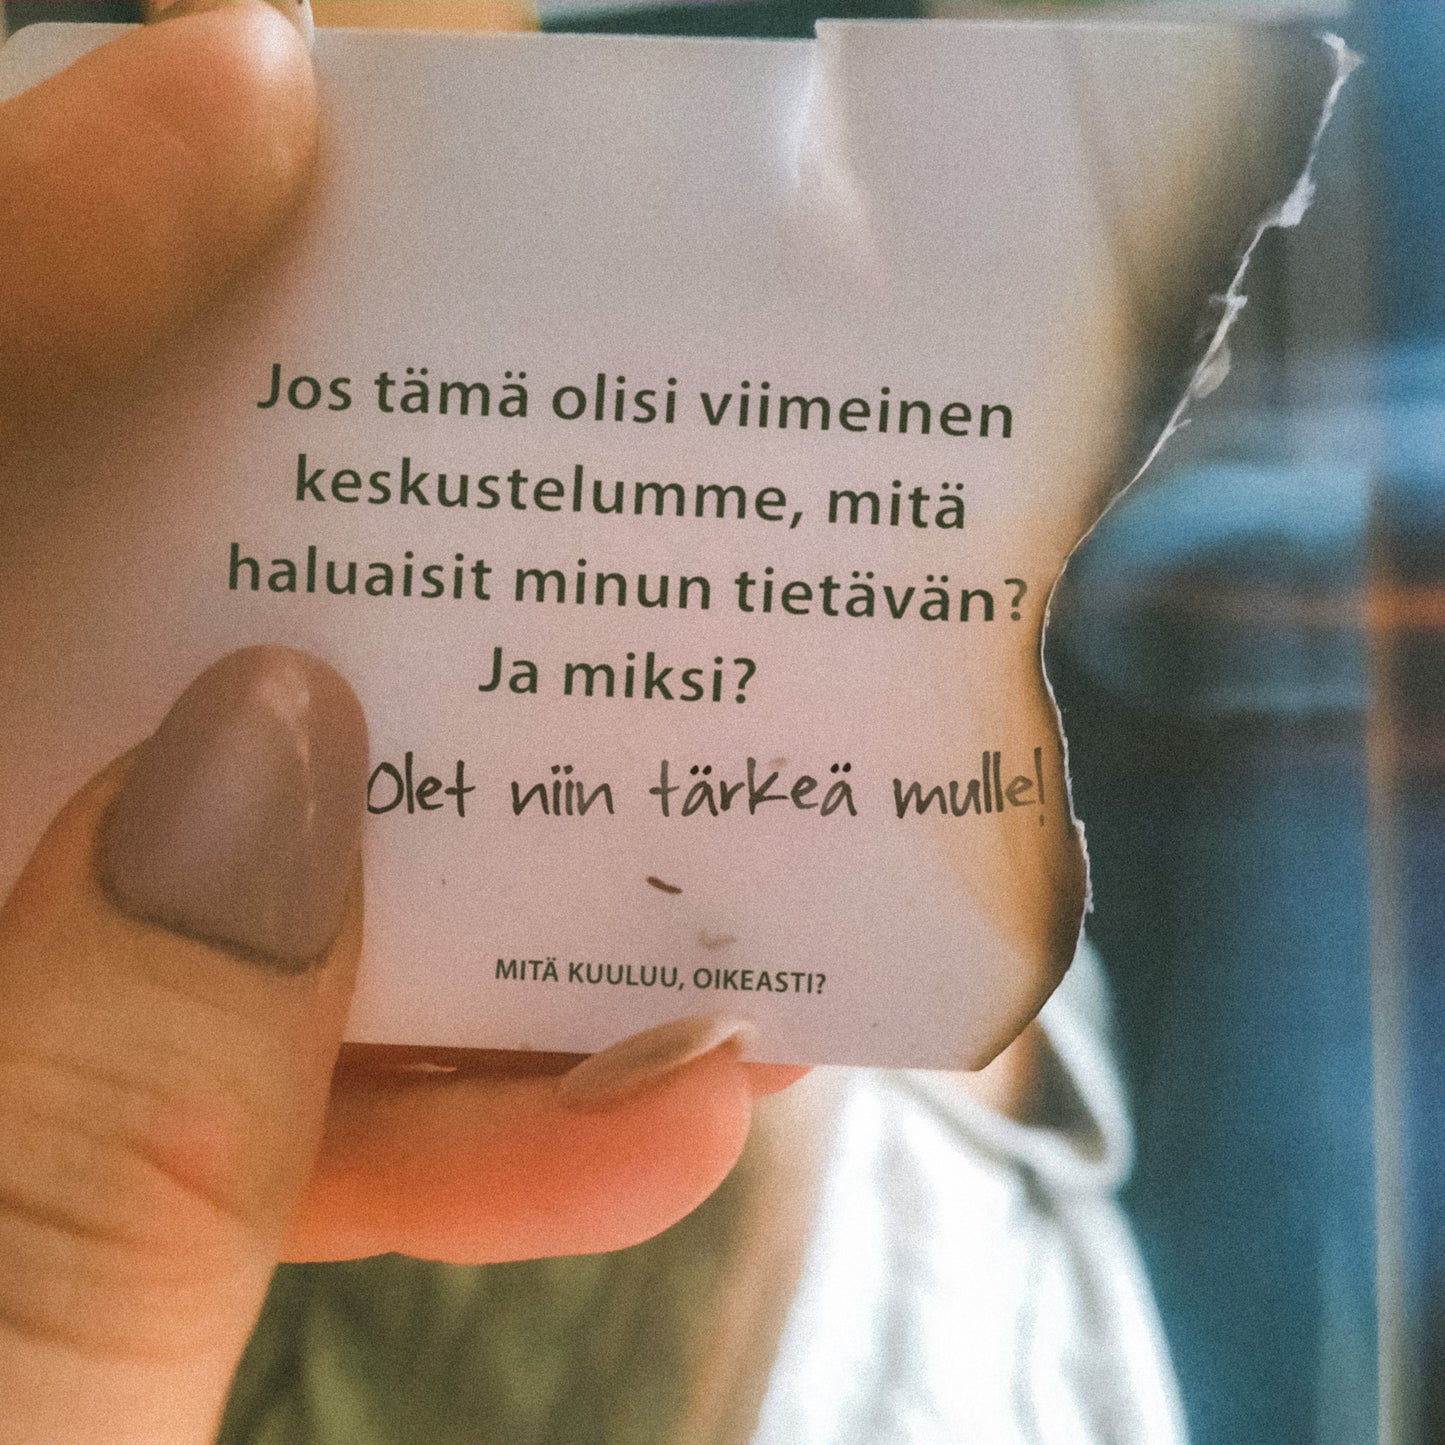 Jos tämä olisi viimeinen
keskustelumme, mitä
haluaisit minun tietävän?
Ja miksi?
Olet niin tärkeä mulle!
MITÄ KUULUU, OIKEASTI?